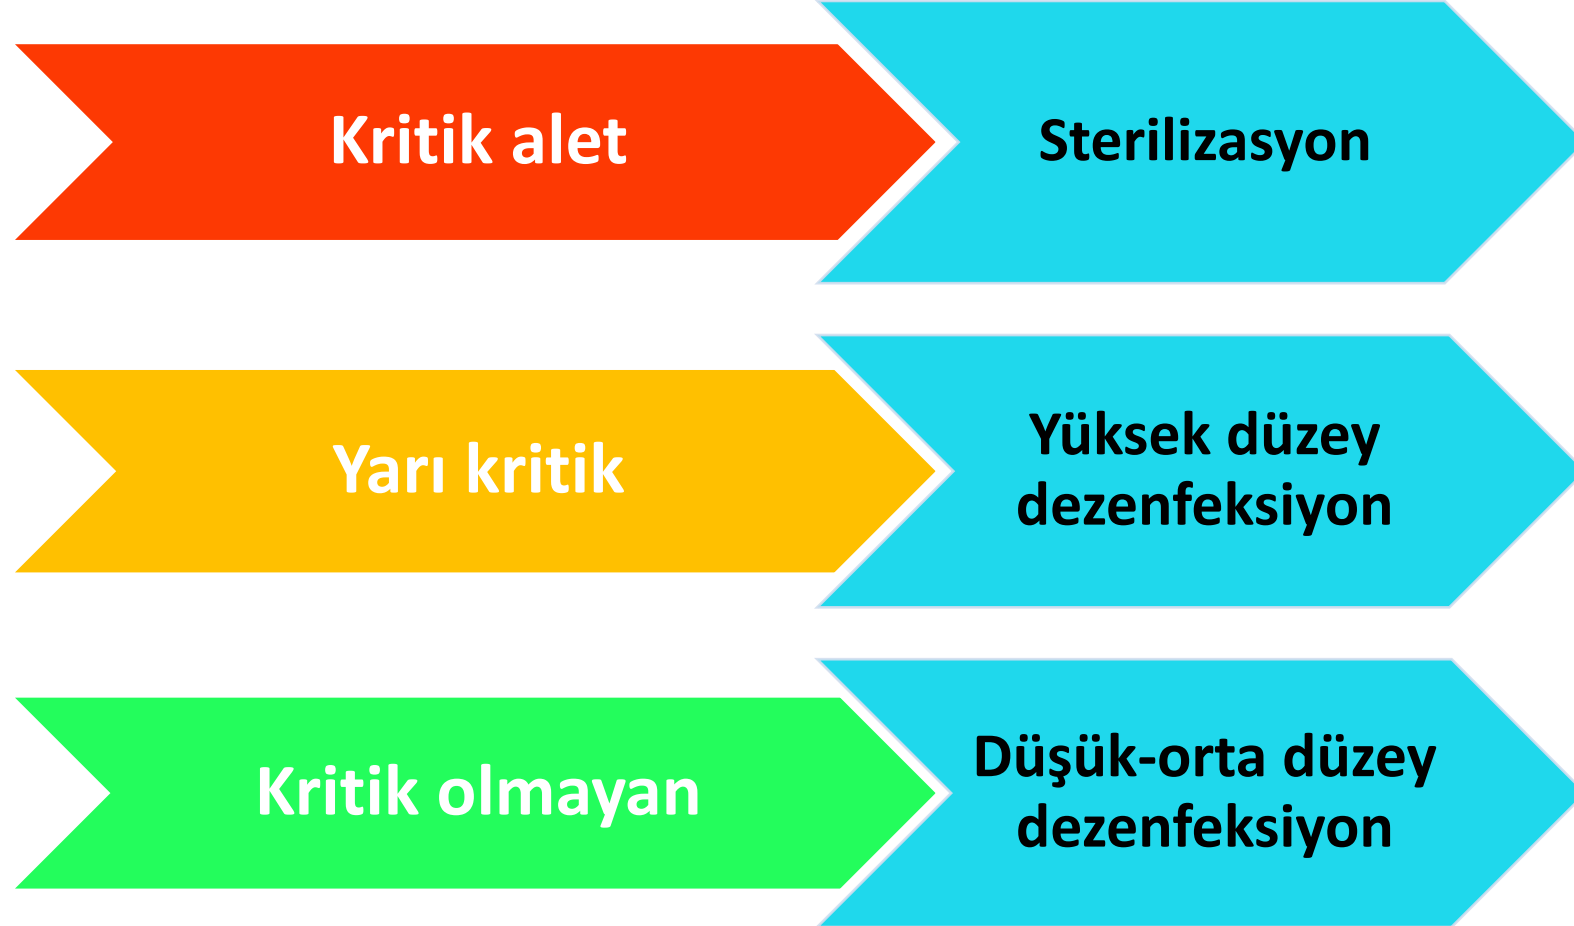 Kritik alet
Sterilizasyon
Yarı kritik
Yüksek düzey
dezenfeksiyon
Kritik olmayan
Düşük-orta düzey
dezenfeksiyon